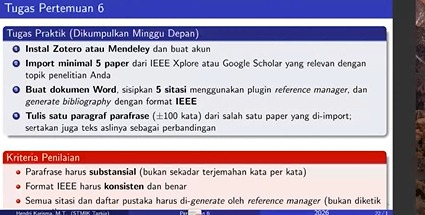 Tugas Pertemuan 6
Tugas Praktik (Dikumpulkan Minggu Depan)
1 Instal Zotero atau Mendeley dan buat akun
2 Import minimal 5 paper dari IEEE Xplore atau Google Scholar yang relevan dengan
topik penelitian Anda
3 Buat dokumen Word, sisipkan 5 sitasi menggunakan plugin reference manager, dan
generate bibliography dengan format IEEE
4 Tulis satu paragraf parafrase (±100 kata) dari salah satu paper yang di-import;
sertakan juga teks aslinya sebagai perbandingan
Kriteria Penilaian
Parafrase harus substansial (bukan sekadar terjemahan kata per kata)
Format IEEE harus konsisten dan benar
Semua sitasi dan daftar pustaka harus di-generate oleh reference manager (bukan diketik
Hendri Karisma, M.T. (STMIK Tazkia)
2026